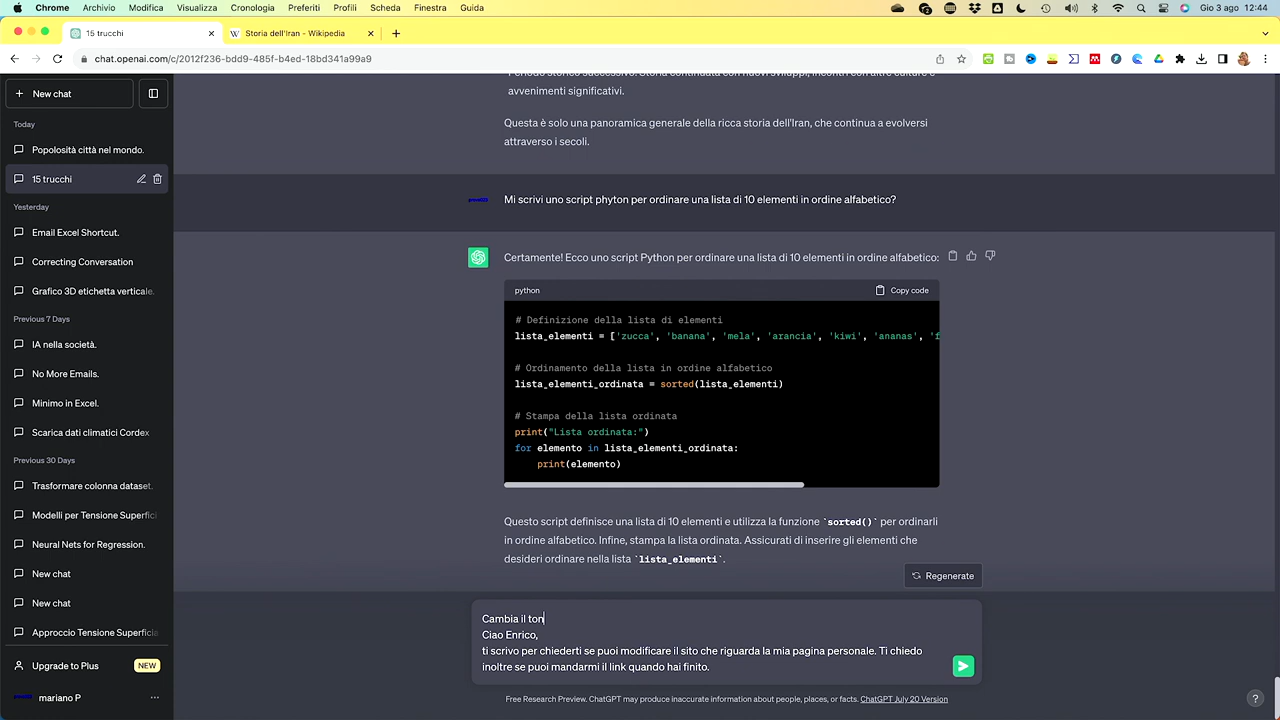 Chrome Archivio Modifica Visualizza Cronologia Preferiti Profili Scheda Finestra Guida
Gio 3 ago 12:44
15 trucchi
Storia dell'Iran - Wikipedia
chat.openai.com/c/2012f236-bdd9-485f-b4ed-18bd341a99a9
New chat
Today
Popolosità città nel mondo.
15 trucchi
Yesterday
Email Excel Shortcut.
Correcting Conversation
Grafico 3D etichetta verticale.
Previous 7 Days
IA nella società.
No More Emails.
Minimo in Excel.
Scarica dati climatici Cordex
Previous 30 Days
Trasformare colonna dataset.
Modelli per Tensione Superfic
Neural Nets for Regression.
New chat
New chat
Approccio Tensione Superficia
Upgrade to Plus
NEW
mariano P
avvenimenti significativi.
Questa è solo una panoramica generale della ricca storia dell'Iran, che continua a evolversi
attraverso i secoli.
Mi scrivi uno script phyton per ordinare una lista di 10 elementi in ordine alfabetico?
Certamente! Ecco uno script Python per ordinare una lista di 10 elementi in ordine alfabetico:
python
Copy code
# Definizione della lista di elementi
lista_elementi = ['zucca', 'banana', 'mela', 'arancia', 'kiwi', 'ananas', 'f
# Ordinamento della lista in ordine alfabetico
lista_elementi_ordinata = sorted(lista_elementi)
# Stampa della lista ordinata
print("Lista ordinata:")
for elemento in lista_elementi_ordinata:
print(elemento)
Questo script definisce una lista di 10 elementi e utilizza la funzione `sorted()` per ordinarli
in ordine alfabetico. Infine, stampa la lista ordinata. Assicurati di inserire gli elementi che
desideri ordinare nella lista `lista_elementi`.
Regenerate
Cambia il ton
Ciao Enrico,
ti scrivo per chiederti se puoi modificare il sito che riguarda la mia pagina personale. Ti chiedo
inoltre se puoi mandarmi il link quando hai finito.
Free Research Preview. ChatGPT may produce inaccurate information about people, places, or facts. ChatGPT July 20 Version
?